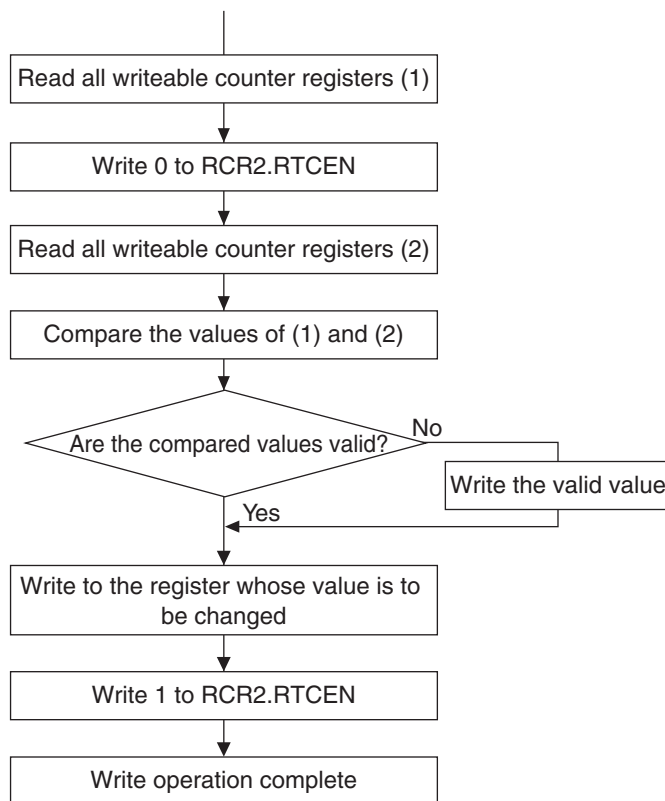 Read all writeable counter registers (1)
Write 0 to RCR2.RTCEN
Read all writeable counter registers (2)
Compare the values of (1) and (2)
Are the compared values valid?
No
Write the valid value
Yes
Write to the register whose value is to
be changed
Write 1 to RCR2.RTCEN
Write operation complete